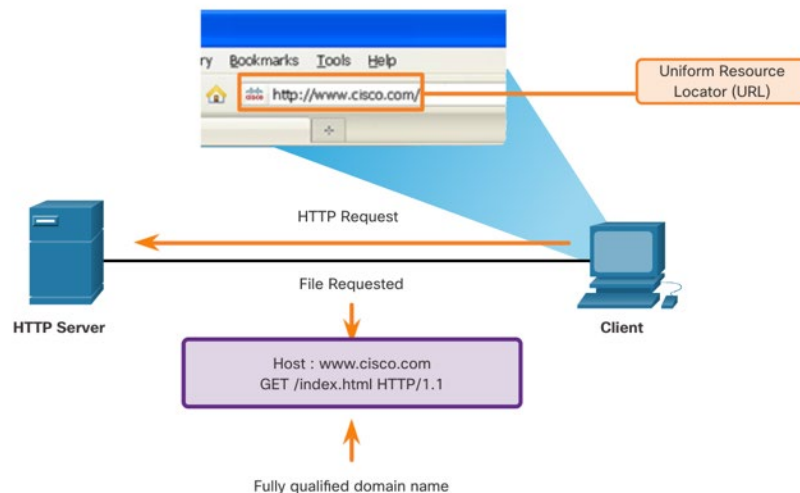 ry Bookmarks Tools Help
cisco http://www.cisco.com/
Uniform Resource
Locator (URL)
HTTP Request
File Requested
HTTP Server
Client
Host : www.cisco.com
GET /index.html HTTP/1.1
Fully qualified domain name